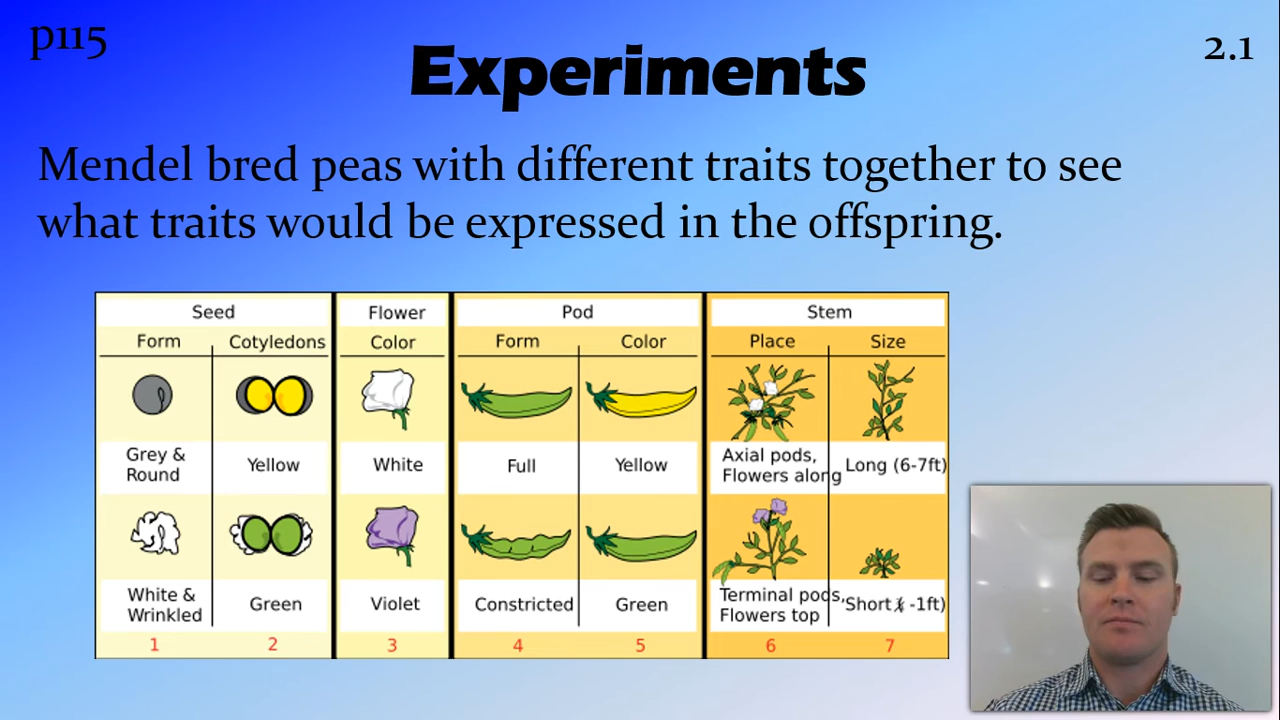 p115
2.1
Experiments
Mendel bred peas with different traits together to see
what traits would be expressed in the offspring.
Seed Flower Pod Stem
Form Cotyledons Color Form Color Place Size
Grey &
Round
Yellow
White
Full
Yellow
Axial pods,
Flowers along
Long (6-7ft)
White &
Wrinkled
Green
Violet
Constricted
Green
Terminal pods,
Flowers top
Short -1ft)
1 2 3 4 5 6 7